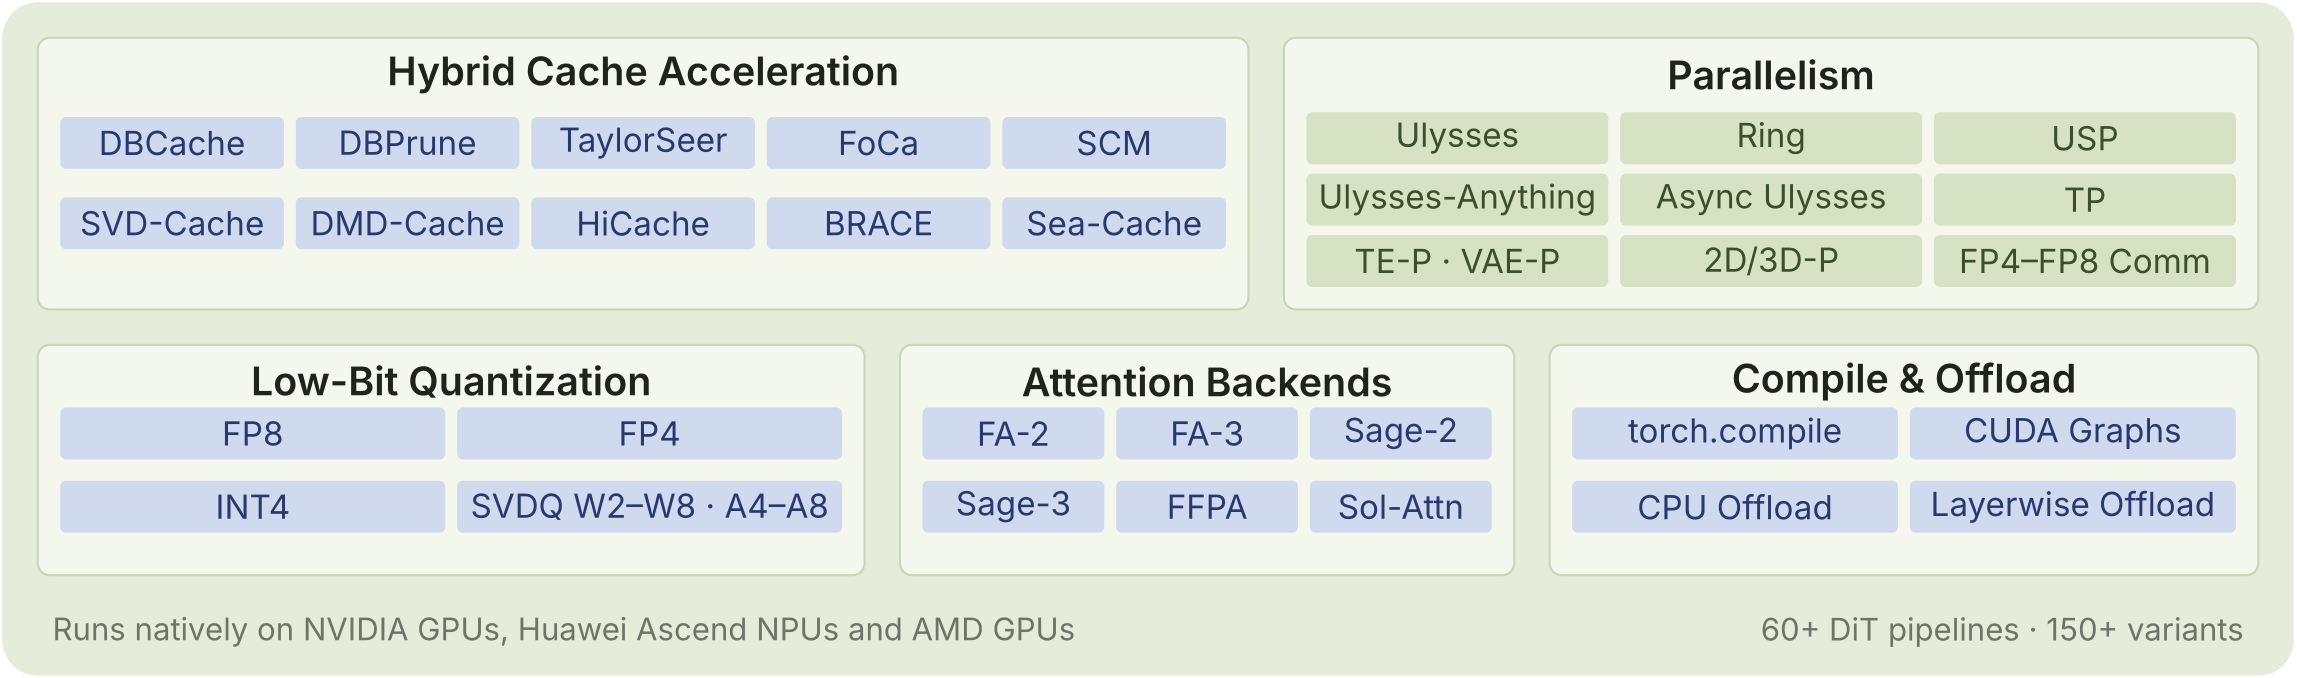 Hybrid Cache Acceleration
DBCache
DBPrune
TaylorSeer
FoCa
SCM
SVD-Cache
DMD-Cache
HiCache
BRACE
Sea-Cache
Parallelism
Ulysses
Ring
USP
Ulysses-Anything
Async Ulysses
TP
TE-P · VAE-P
2D/3D-P
FP4–FP8 Comm
Low-Bit Quantization
FP8
FP4
INT4
SVDQ W2–W8 · A4–A8
Attention Backends
FA-2
FA-3
Sage-2
Sage-3
FFPA
Sol-Attn
Compile & Offload
torch.compile
CUDA Graphs
CPU Offload
Layerwise Offload
Runs natively on NVIDIA GPUs, Huawei Ascend NPUs and AMD GPUs
60+ DiT pipelines · 150+ variants